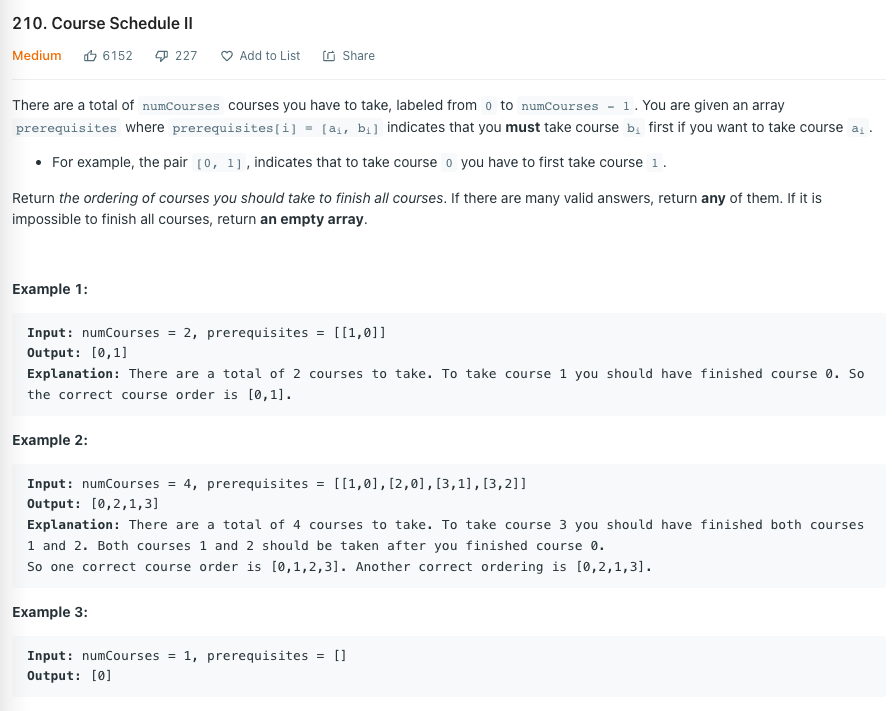 210. Course Schedule II
Medium 6152 227 Add to List Share
There are a total of numCourses courses you have to take, labeled from 0 to numCourses - 1. You are given an array
prerequisites where prerequisites[i] = [aᵢ, bᵢ] indicates that you must take course bᵢ first if you want to take course aᵢ.
• For example, the pair [0, 1], indicates that to take course 0 you have to first take course 1.
Return the ordering of courses you should take to finish all courses. If there are many valid answers, return any of them. If it is
impossible to finish all courses, return an empty array.
Example 1:
Input: numCourses = 2, prerequisites = [[1,0]]
Output: [0,1]
Explanation: There are a total of 2 courses to take. To take course 1 you should have finished course 0. So
the correct course order is [0,1].
Example 2:
Input: numCourses = 4, prerequisites = [[1,0],[2,0],[3,1],[3,2]]
Output: [0,2,1,3]
Explanation: There are a total of 4 courses to take. To take course 3 you should have finished both courses
1 and 2. Both courses 1 and 2 should be taken after you finished course 0.
So one correct course order is [0,1,2,3]. Another correct ordering is [0,2,1,3].
Example 3:
Input: numCourses = 1, prerequisites = []
Output: [0]